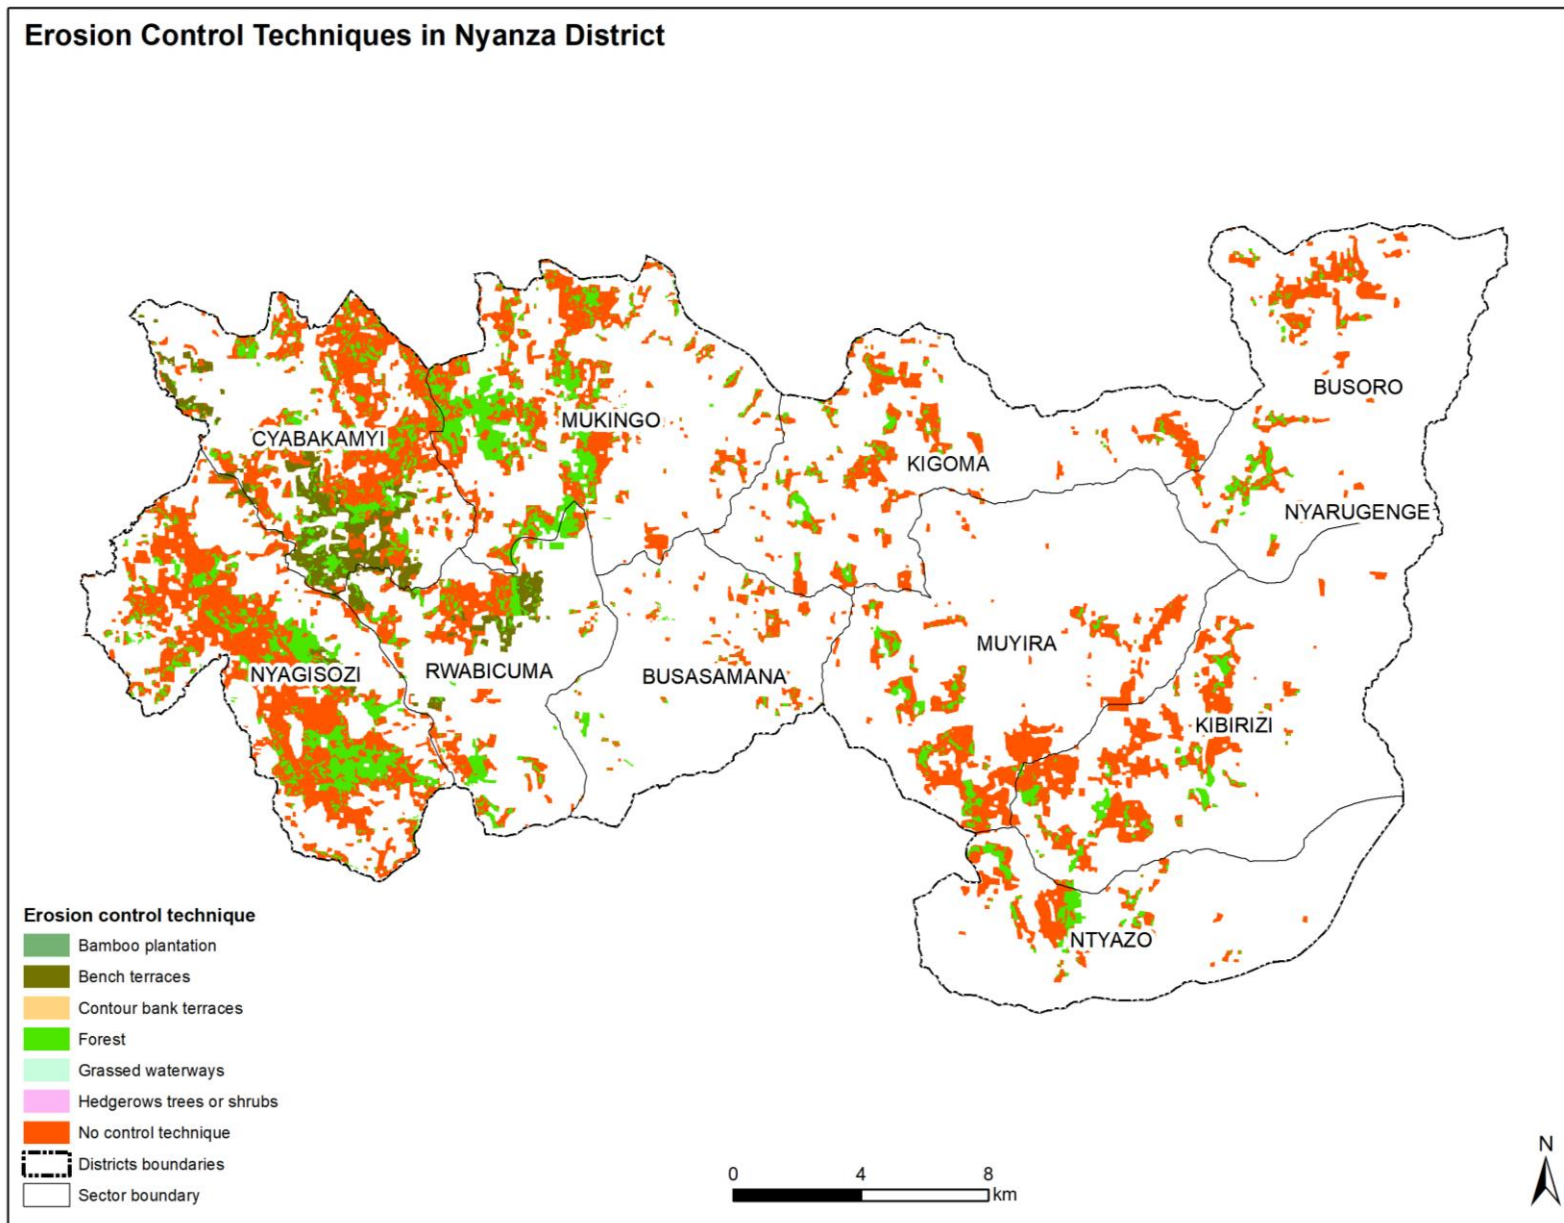 Erosion Control Techniques in Nyanza District
BUSORO
MUKINGO
CYABAKAMYI
KIGOMA
NYARUGENGE
MUYIRA
NYAGISOZI
RWABICUMA
BUSASAMANA
KIBIRIZI
NTYAZO
Erosion control technique
Bamboo plantation
Bench terraces
Contour bank terraces
Forest
Grassed waterways
Hedgerows trees or shrubs
No control technique
Districts boundaries
Sector boundary
0 4 8
km
N